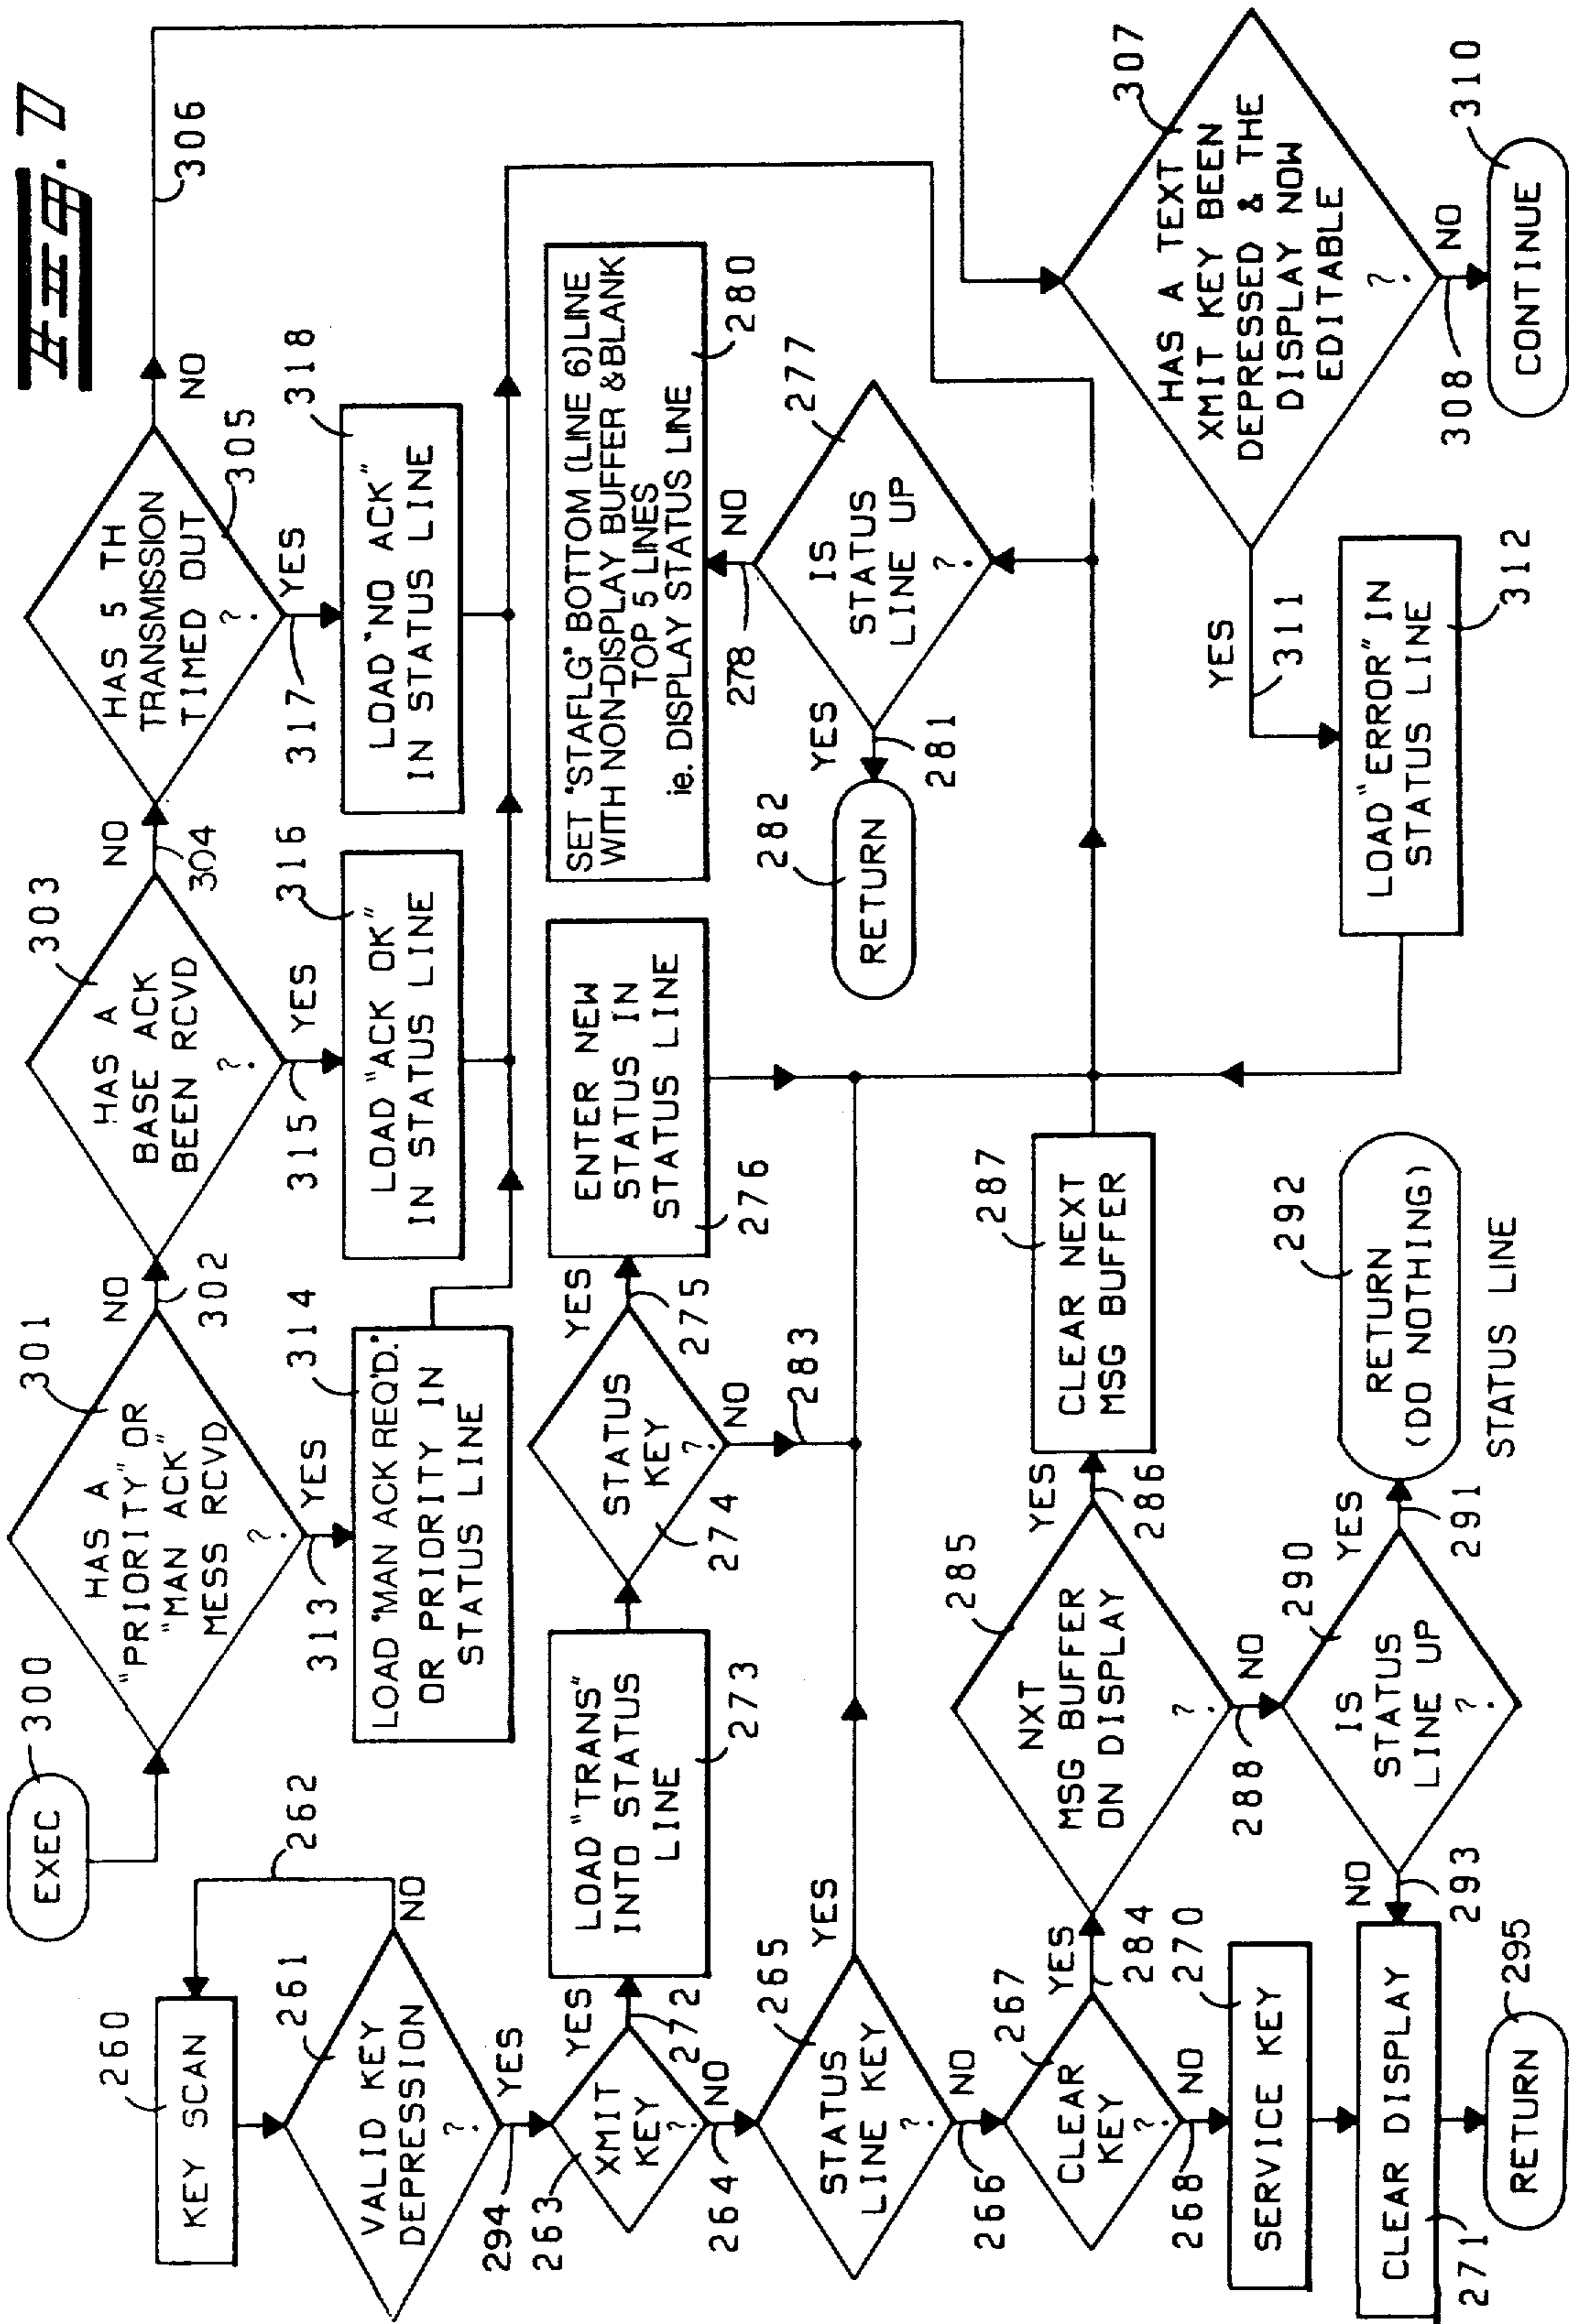 Fig. 7
EXEC
300
HAS A
"PRIORITY" OR
"MAN ACK"
MESS RCVD
?
301
NO
302
HAS A
BASE ACK
BEEN RCVD
?
303
NO
304
HAS 5 TH
TRANSMISSION
TIMED OUT
?
305
NO
306
313
YES
LOAD "MAN ACK REQ'D."
OR PRIORITY IN
STATUS LINE
314
315
YES
LOAD "ACK OK"
IN STATUS LINE
316
317
YES
LOAD "NO ACK"
IN STATUS LINE
318
260
KEY SCAN
261
262
VALID KEY
DEPRESSION
?
NO
294
YES
263
XMIT
KEY
?
YES
272
LOAD "TRANS"
INTO STATUS
LINE
273
STATUS
KEY
?
274
YES
275
ENTER NEW
STATUS IN
STATUS LINE
276
NO
283
SET "STAFLG" BOTTOM (LINE 6) LINE
WITH NON-DISPLAY BUFFER & BLANK
TOP 5 LINES
ie. DISPLAY STATUS LINE
280
278
NO
IS
STATUS
LINE UP
?
277
YES
281
RETURN
282
264
NO
STATUS
LINE KEY
?
265
YES
266
NO
CLEAR
KEY
?
267
YES
284
NXT
MSG BUFFER
ON DISPLAY
?
285
YES
286
CLEAR NEXT
MSG BUFFER
287
268
NO
SERVICE KEY
270
288
NO
IS
STATUS
LINE UP
?
290
YES
291
RETURN
(DO NOTHING)
292
STATUS LINE
NO
293
CLEAR DISPLAY
271
RETURN
295
HAS A TEXT
XMIT KEY BEEN
DEPRESSED & THE
DISPLAY NOW
EDITABLE
?
307
NO
308
CONTINUE
310
YES
311
LOAD "ERROR" IN
STATUS LINE
312